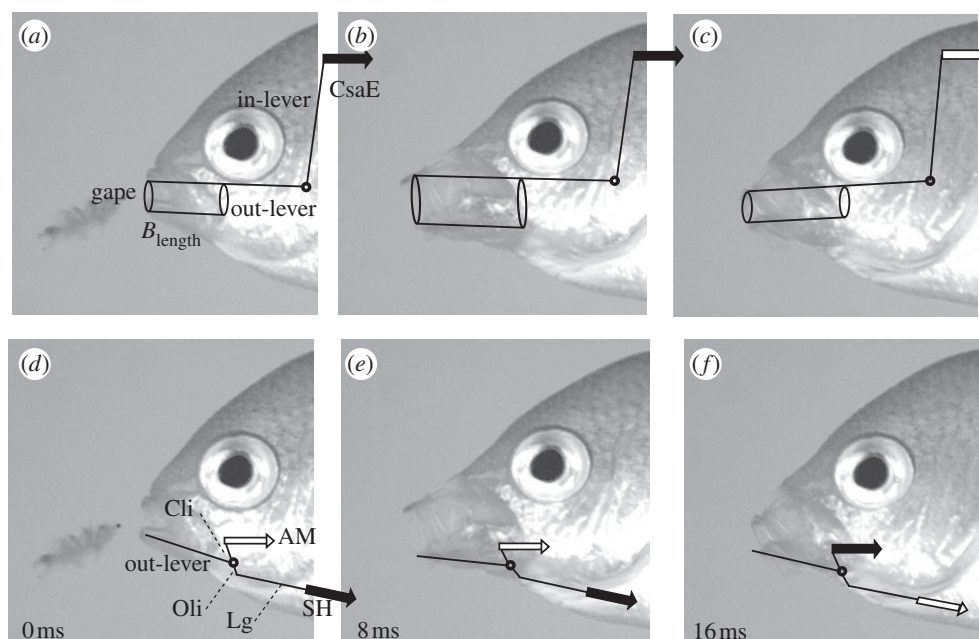 (a)
(b)
(c)
in-lever
CsaE
gape
out-lever
Blength
(d)
(e)
(f)
Cli
AM
out-lever
Oli
Lg
SH
0 ms
8 ms
16 ms